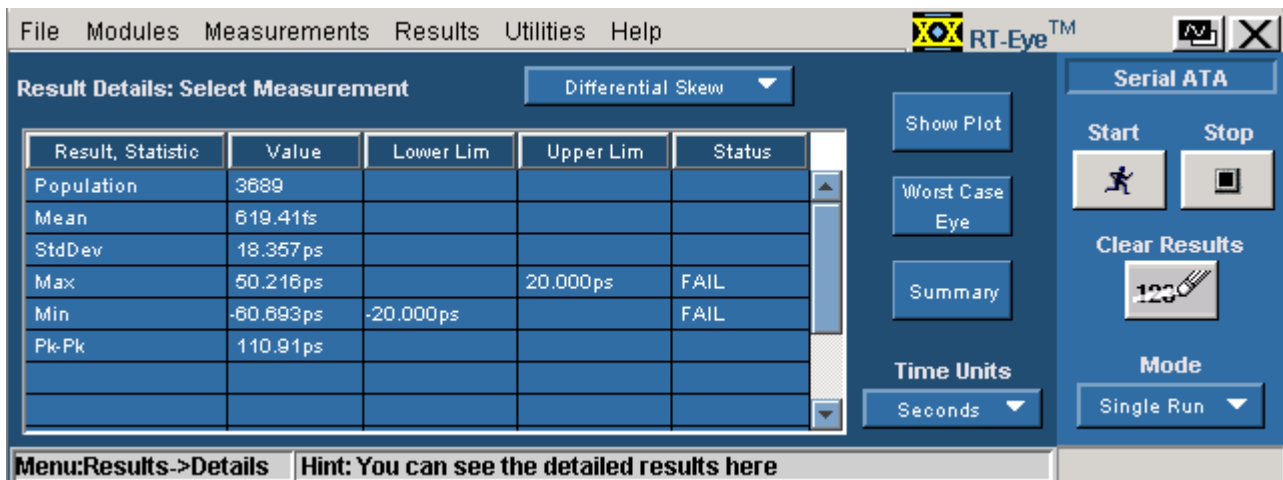 File Modules Measurements Results Utilities Help RT-Eye™
Result Details: Select Measurement Differential Skew
Result, Statistic Value Lower Lim Upper Lim Status
Population 3689
Mean 619.41fs
StdDev 18.357ps
Max 50.216ps 20.000ps FAIL
Min -60.693ps -20.000ps FAIL
Pk-Pk 110.91ps
Show Plot
Worst Case
Eye
Summary
Time Units
Seconds
Serial ATA
Start Stop
Clear Results
123
Mode
Single Run
Menu:Results->Details Hint: You can see the detailed results here